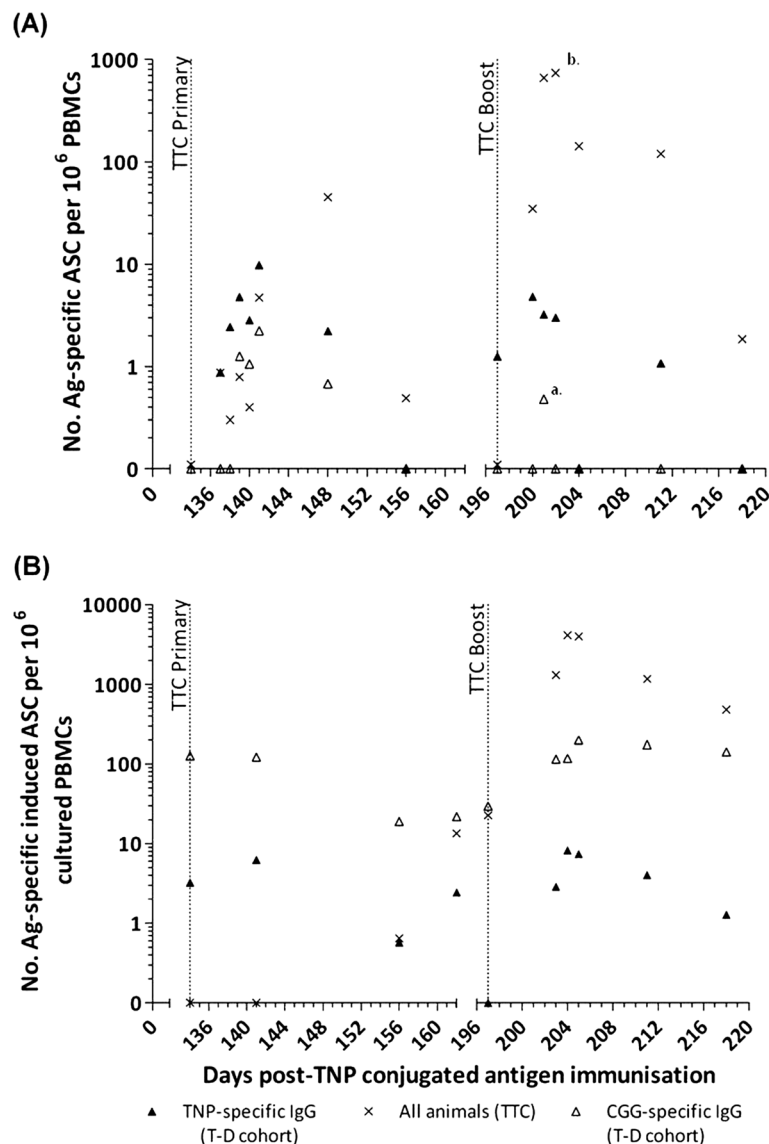 (A)
No. Ag-specific ASC per 10⁶ PBMCs
1000
100
10
1
0
TTC Primary
TTC Boost
b.
a.
0 136 140 144 148 152 156 160 196 200 204 208 212 216 220
(B)
No. Ag-specific induced ASC per 10⁶
cultured PBMCs
10000
1000
100
10
1
0
TTC Primary
TTC Boost
0 136 140 144 148 152 156 160 196 200 204 208 212 216 220
Days post-TNP conjugated antigen immunisation
▲ TNP-specific IgG × All animals (TTC) △ CGG-specific IgG
(T-D cohort) (T-D cohort)